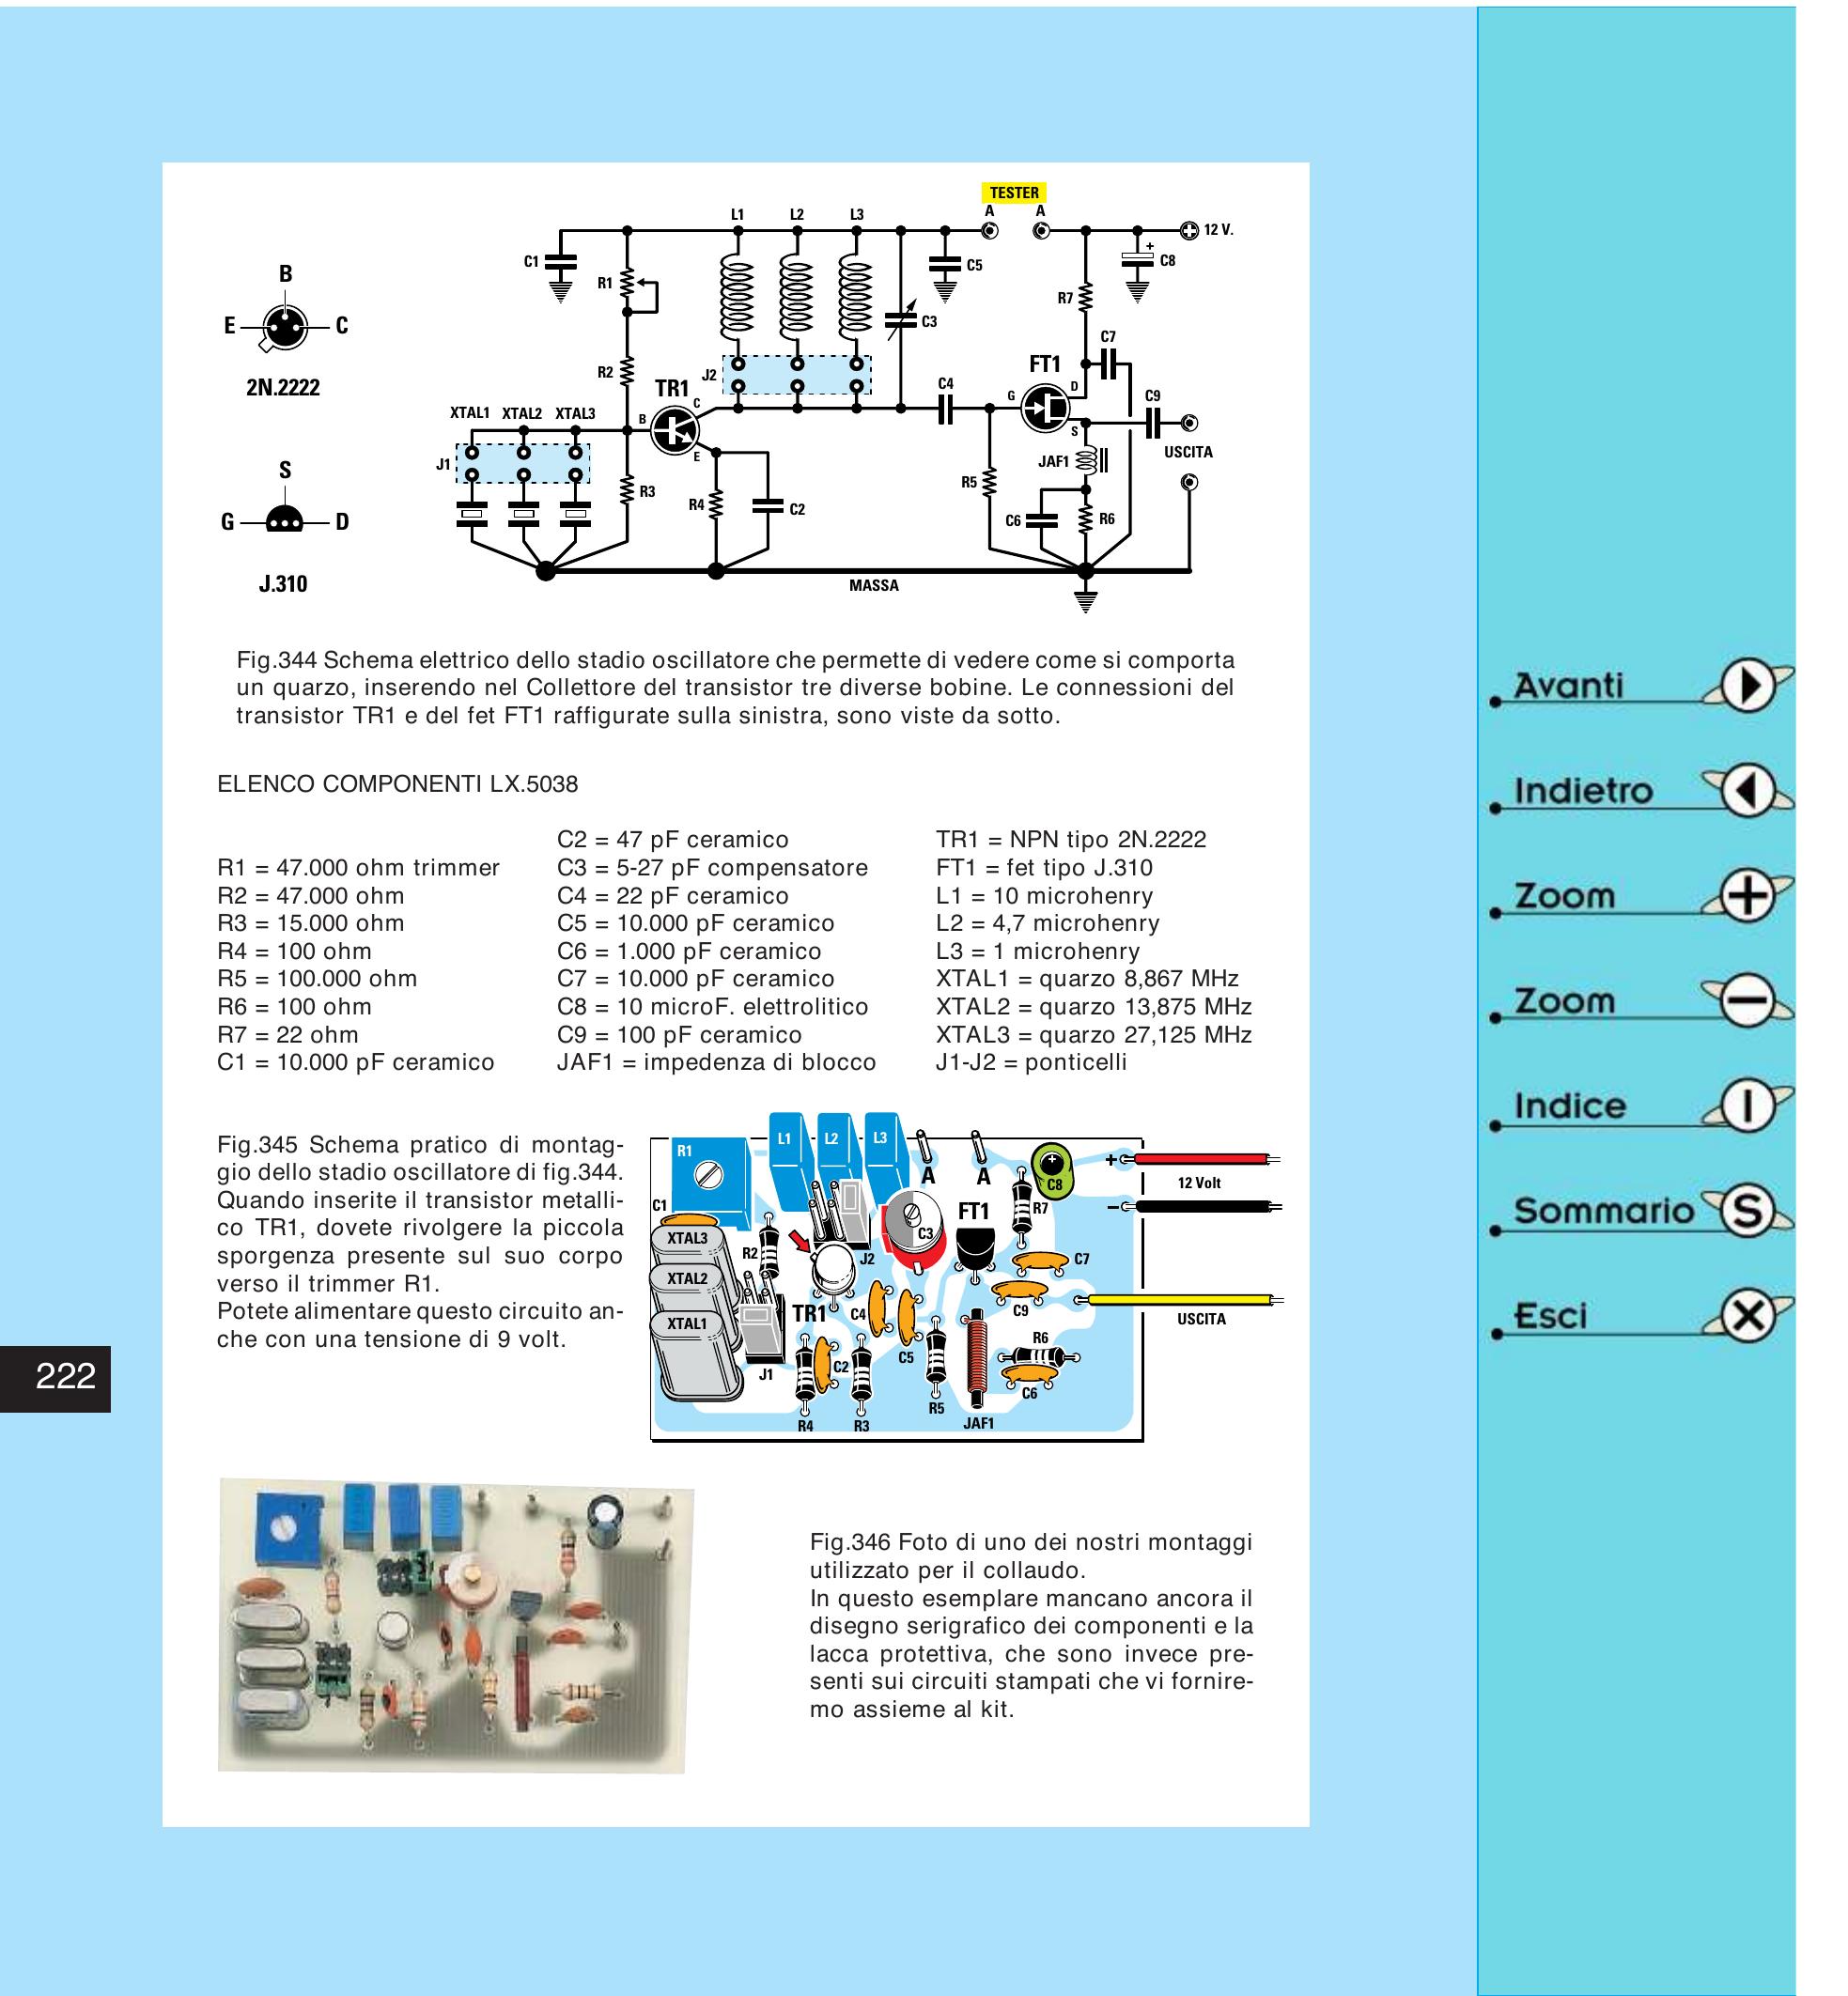 TESTER
A A
L1 L2 L3
12 V.
C1
R1
C5
+
C8
R7
C3
B
E C
2N.2222
C7
FT1
R2
TR1
J2
C
C4
G
D
C9
XTAL1 XTAL2 XTAL3
B
S
USCITA
J1
E
JAF1
S
R3
R4
C2
R5
C6
R6
G D
J.310
MASSA
Fig.344 Schema elettrico dello stadio oscillatore che permette di vedere come si comporta
un quarzo, inserendo nel Collettore del transistor tre diverse bobine. Le connessioni del
transistor TR1 e del fet FT1 raffigurate sulla sinistra, sono viste da sotto.
ELENCO COMPONENTI LX.5038
R1 = 47.000 ohm trimmer
R2 = 47.000 ohm
R3 = 15.000 ohm
R4 = 100 ohm
R5 = 100.000 ohm
R6 = 100 ohm
R7 = 22 ohm
C1 = 10.000 pF ceramico
C2 = 47 pF ceramico
C3 = 5-27 pF compensatore
C4 = 22 pF ceramico
C5 = 10.000 pF ceramico
C6 = 1.000 pF ceramico
C7 = 10.000 pF ceramico
C8 = 10 microF. elettrolitico
C9 = 100 pF ceramico
JAF1 = impedenza di blocco
TR1 = NPN tipo 2N.2222
FT1 = fet tipo J.310
L1 = 10 microhenry
L2 = 4,7 microhenry
L3 = 1 microhenry
XTAL1 = quarzo 8,867 MHz
XTAL2 = quarzo 13,875 MHz
XTAL3 = quarzo 27,125 MHz
J1-J2 = ponticelli
Fig.345 Schema pratico di montag-
gio dello stadio oscillatore di fig.344.
Quando inserite il transistor metalli-
co TR1, dovete rivolgere la piccola
sporgenza presente sul suo corpo
verso il trimmer R1.
Potete alimentare questo circuito an-
che con una tensione di 9 volt.
R1
L1 L2 L3
A A
+
C8
+
12 Volt
–
C1
R7
FT1
C3
XTAL3
R2
J2
C7
XTAL2
C9
TR1
C4
XTAL1
USCITA
R6
C5
C2
J1
C6
R5
R4
R3
JAF1
222
Fig.346 Foto di uno dei nostri montaggi
utilizzato per il collaudo.
In questo esemplare mancano ancora il
disegno serigrafico dei componenti e la
lacca protettiva, che sono invece pre-
senti sui circuiti stampati che vi fornire-
mo assieme al kit.
Avanti
Indietro
Zoom +
Zoom −
Indice I
Sommario S
Esci X